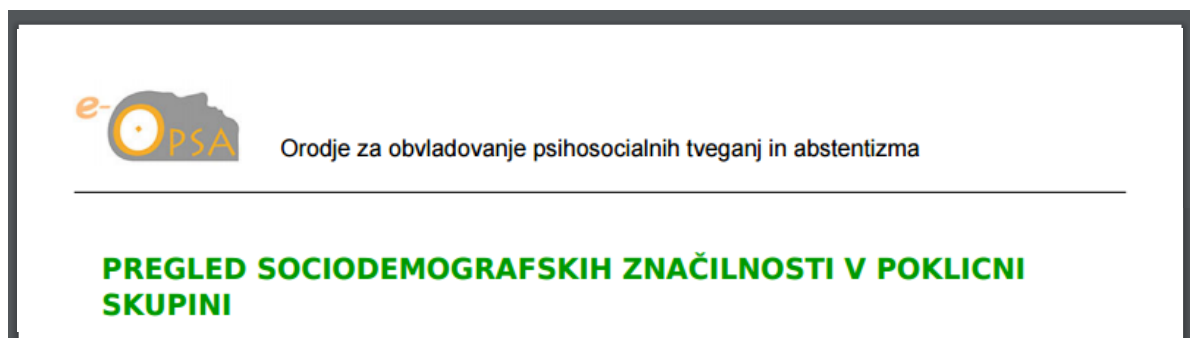 e-OPSA
Orodje za obvladovanje psihosocialnih tveganj in abstentizma
PREGLED SOCIODEMOGRAFSKIH ZNAČILNOSTI V POKLICNI
SKUPINI